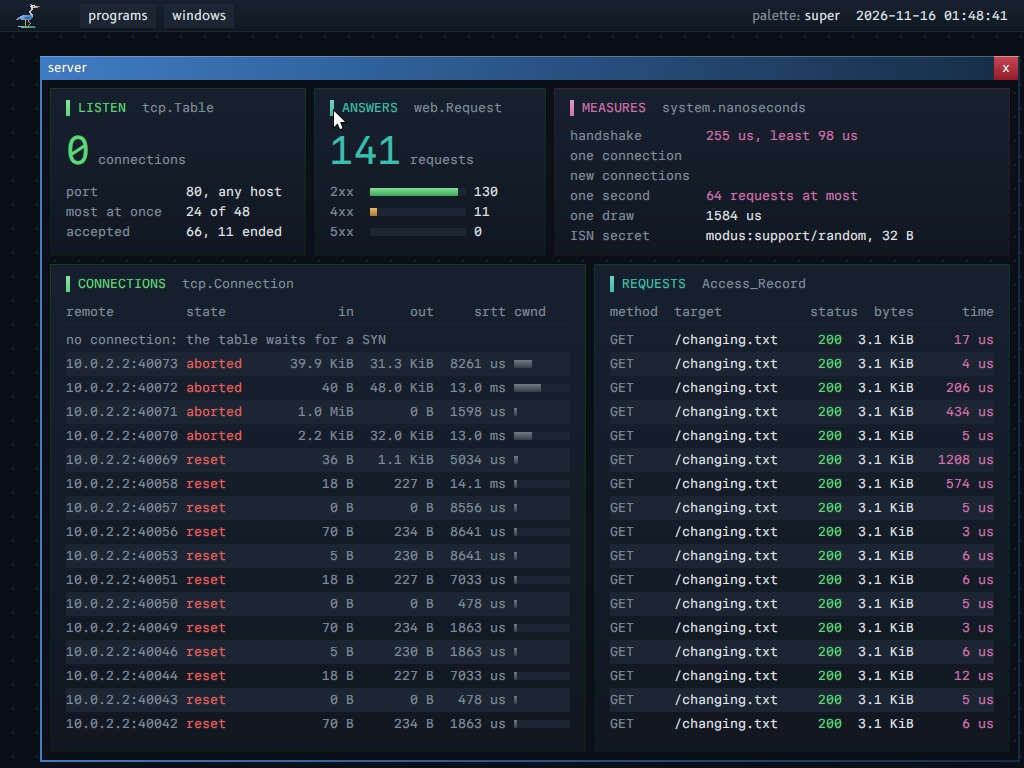 programs windows palette: super 2026-11-16 01:48:41
server x
LISTEN tcp.Table
0 connections
port 80, any host
most at once 24 of 48
accepted 66, 11 ended
ANSWERS web.Request
141 requests
2xx 130
4xx 11
5xx 0
MEASURES system.nanoseconds
handshake 255 us, least 98 us
one connection
new connections
one second 64 requests at most
one draw 1584 us
ISN secret modus:support/random, 32 B
CONNECTIONS tcp.Connection
remote state in out srtt cwnd
no connection: the table waits for a SYN
10.0.2.2:40073 aborted 39.9 KiB 31.3 KiB 8261 us
10.0.2.2:40072 aborted 40 B 48.0 KiB 13.0 ms
10.0.2.2:40071 aborted 1.0 MiB 0 B 1598 us
10.0.2.2:40070 aborted 2.2 KiB 32.0 KiB 13.0 ms
10.0.2.2:40069 reset 36 B 1.1 KiB 5034 us
10.0.2.2:40058 reset 18 B 227 B 14.1 ms
10.0.2.2:40057 reset 0 B 0 B 8556 us
10.0.2.2:40056 reset 70 B 234 B 8641 us
10.0.2.2:40053 reset 5 B 230 B 8641 us
10.0.2.2:40051 reset 18 B 227 B 7033 us
10.0.2.2:40050 reset 0 B 0 B 478 us
10.0.2.2:40049 reset 70 B 234 B 1863 us
10.0.2.2:40046 reset 5 B 230 B 1863 us
10.0.2.2:40044 reset 18 B 227 B 7033 us
10.0.2.2:40043 reset 0 B 0 B 478 us
10.0.2.2:40042 reset 70 B 234 B 1863 us
REQUESTS Access_Record
method target status bytes time
GET /changing.txt 200 3.1 KiB 17 us
GET /changing.txt 200 3.1 KiB 4 us
GET /changing.txt 200 3.1 KiB 206 us
GET /changing.txt 200 3.1 KiB 434 us
GET /changing.txt 200 3.1 KiB 5 us
GET /changing.txt 200 3.1 KiB 1208 us
GET /changing.txt 200 3.1 KiB 574 us
GET /changing.txt 200 3.1 KiB 5 us
GET /changing.txt 200 3.1 KiB 3 us
GET /changing.txt 200 3.1 KiB 6 us
GET /changing.txt 200 3.1 KiB 6 us
GET /changing.txt 200 3.1 KiB 5 us
GET /changing.txt 200 3.1 KiB 3 us
GET /changing.txt 200 3.1 KiB 6 us
GET /changing.txt 200 3.1 KiB 12 us
GET /changing.txt 200 3.1 KiB 5 us
GET /changing.txt 200 3.1 KiB 6 us